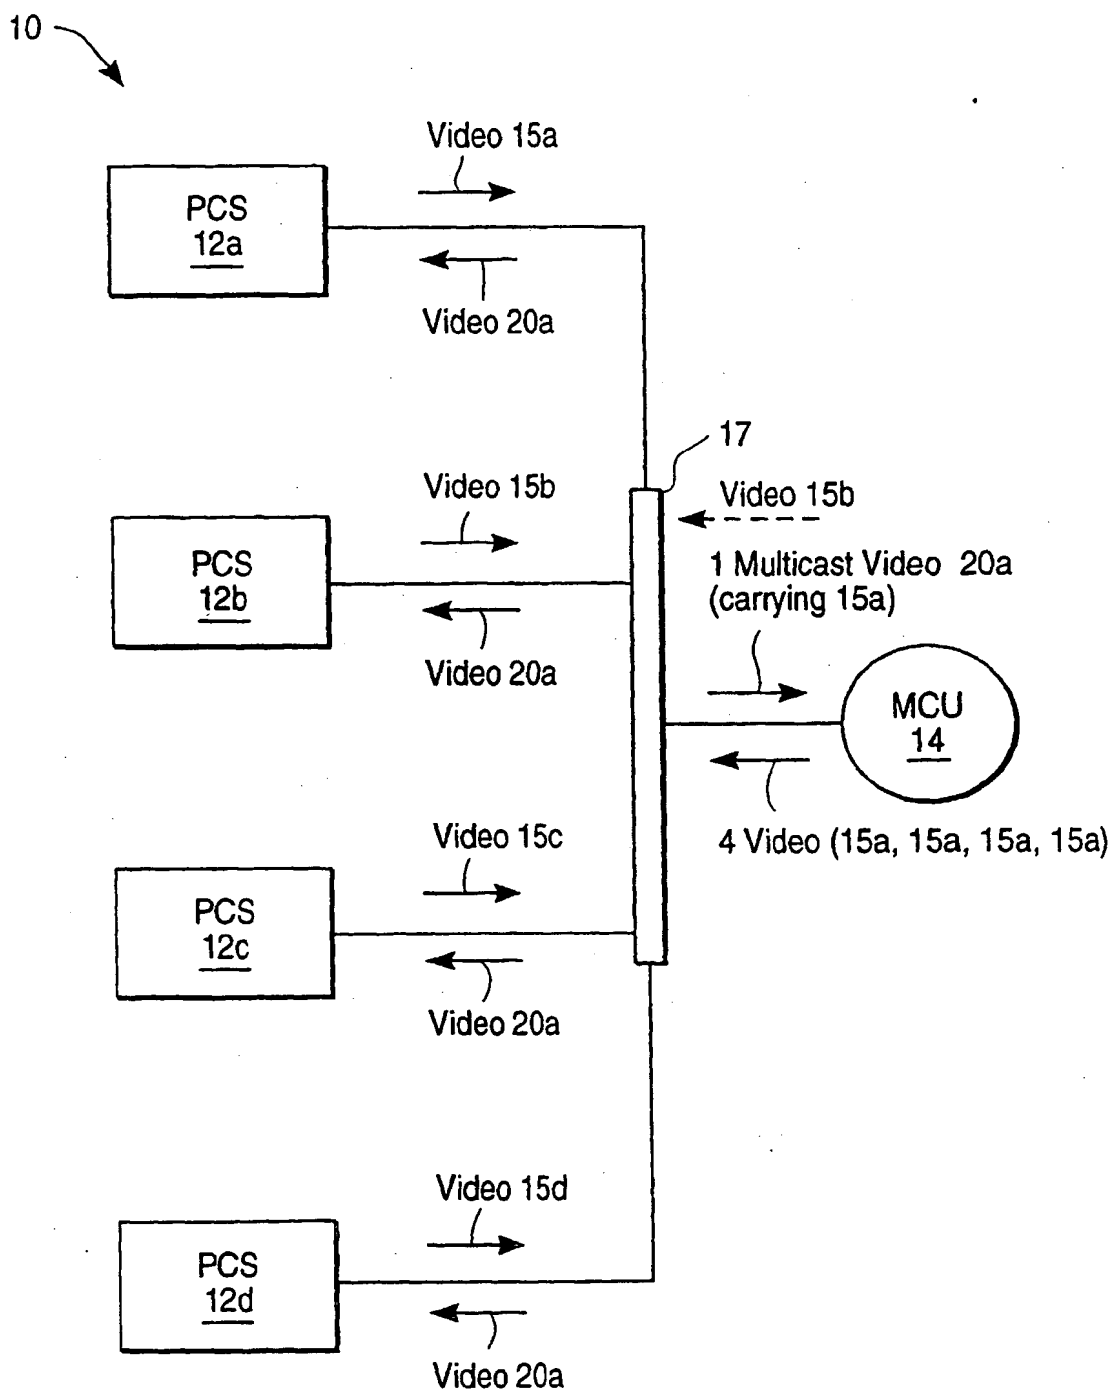 10
Video 15a
PCS
12a
Video 20a
17
Video 15b
Video 15b
PCS
12b
1 Multicast Video 20a
(carrying 15a)
Video 20a
MCU
14
Video 15c
4 Video (15a, 15a, 15a, 15a)
PCS
12c
Video 20a
Video 15d
PCS
12d
Video 20a